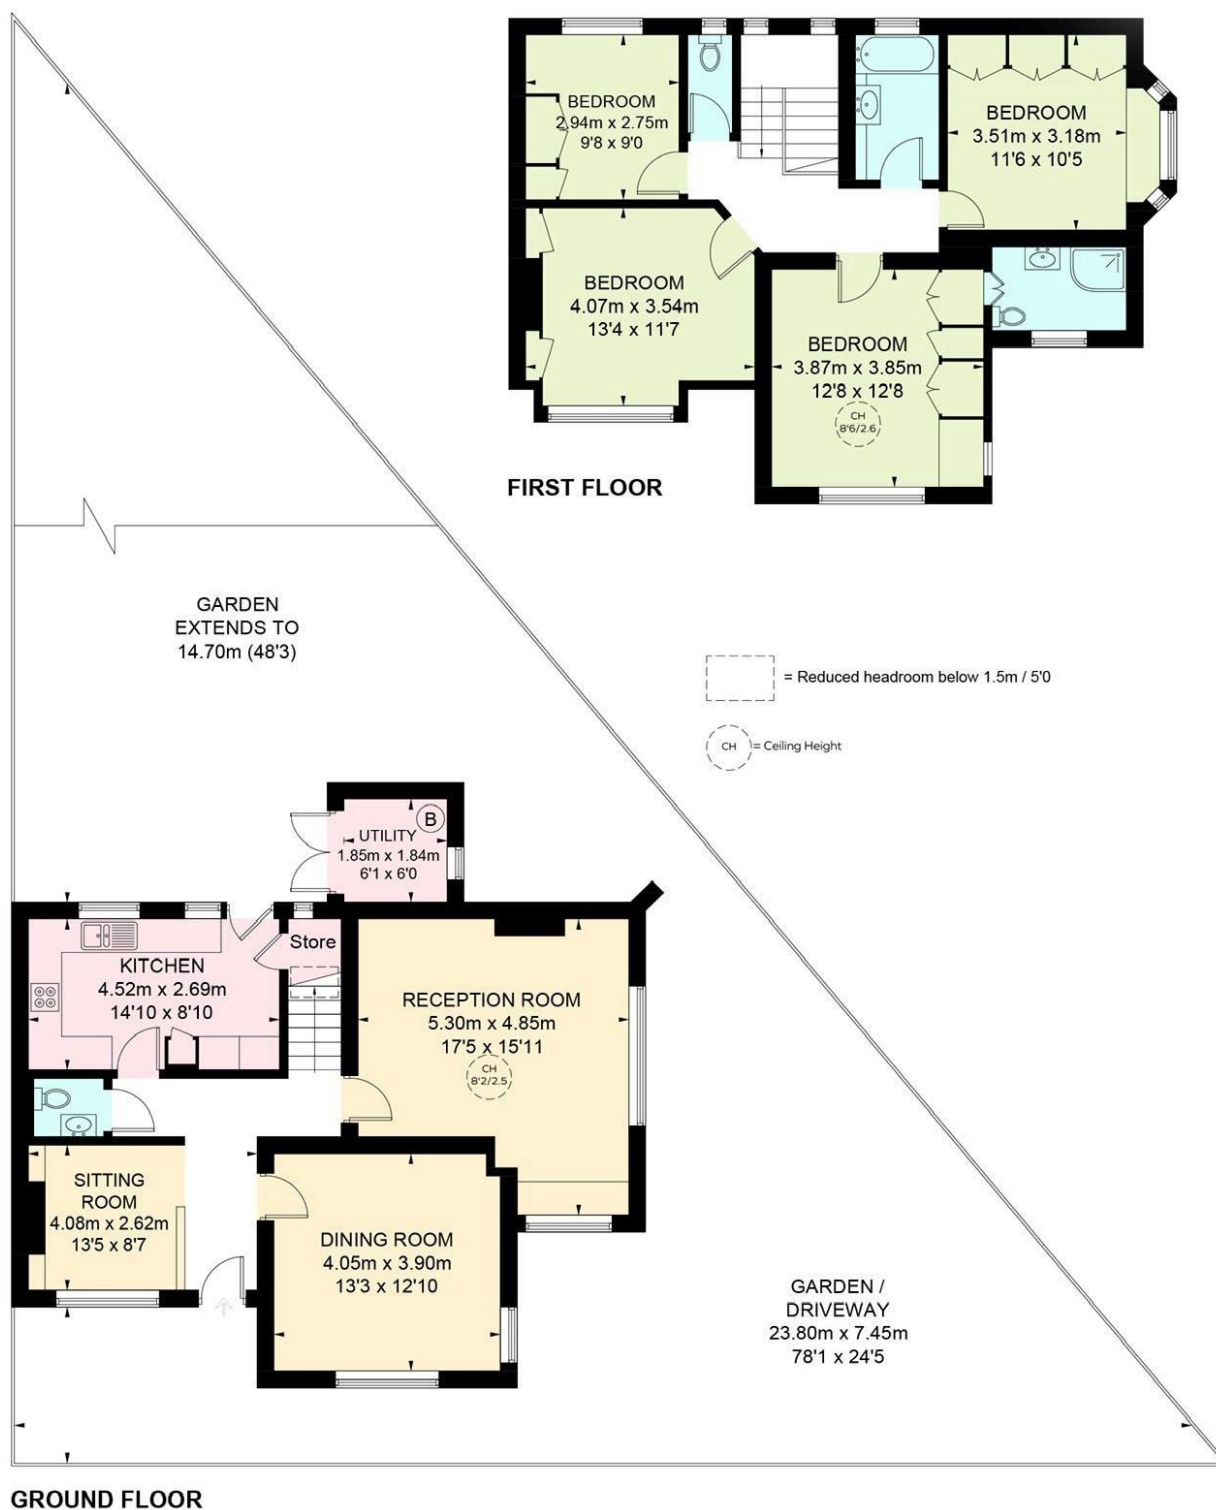 BEDROOM
2.94m x 2.75m
9'8 x 9'0
BEDROOM
3.51m x 3.18m
11'6 x 10'5
BEDROOM
4.07m x 3.54m
13'4 x 11'7
BEDROOM
3.87m x 3.85m
12'8 x 12'8
CH
8'6/2.6
FIRST FLOOR
GARDEN
EXTENDS TO
14.70m (48'3)
= Reduced headroom below 1.5m / 5'0
CH = Ceiling Height
B
UTILITY
1.85m x 1.84m
6'1 x 6'0
Store
KITCHEN
4.52m x 2.69m
14'10 x 8'10
RECEPTION ROOM
5.30m x 4.85m
17'5 x 15'11
CH
8'2/2.5
SITTING
ROOM
4.08m x 2.62m
13'5 x 8'7
DINING ROOM
4.05m x 3.90m
13'3 x 12'10
GARDEN /
DRIVEWAY
23.80m x 7.45m
78'1 x 24'5
GROUND FLOOR